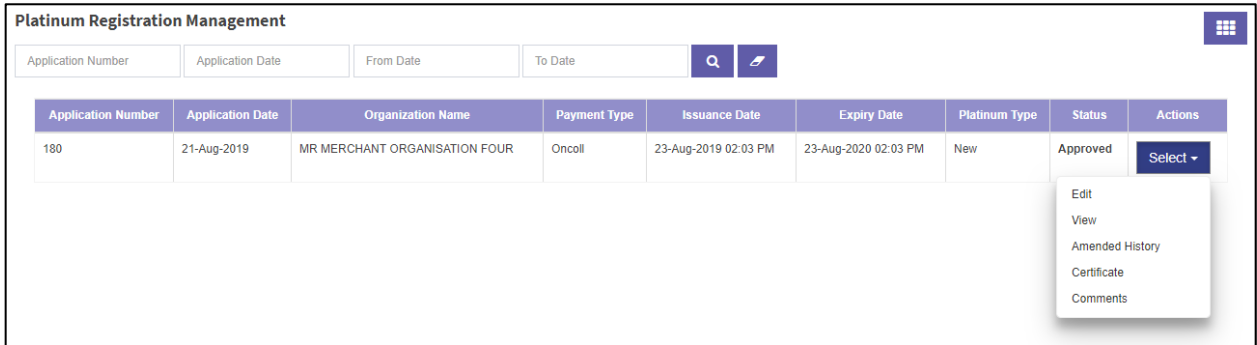 Platinum Registration Management
Application Number Application Date From Date To Date
Application Number Application Date Organization Name Payment Type Issuance Date Expiry Date Platinum Type Status Actions
180 21-Aug-2019 MR MERCHANT ORGANISATION FOUR Oncoll 23-Aug-2019 02:03 PM 23-Aug-2020 02:03 PM New Approved Select
Edit
View
Amended History
Certificate
Comments